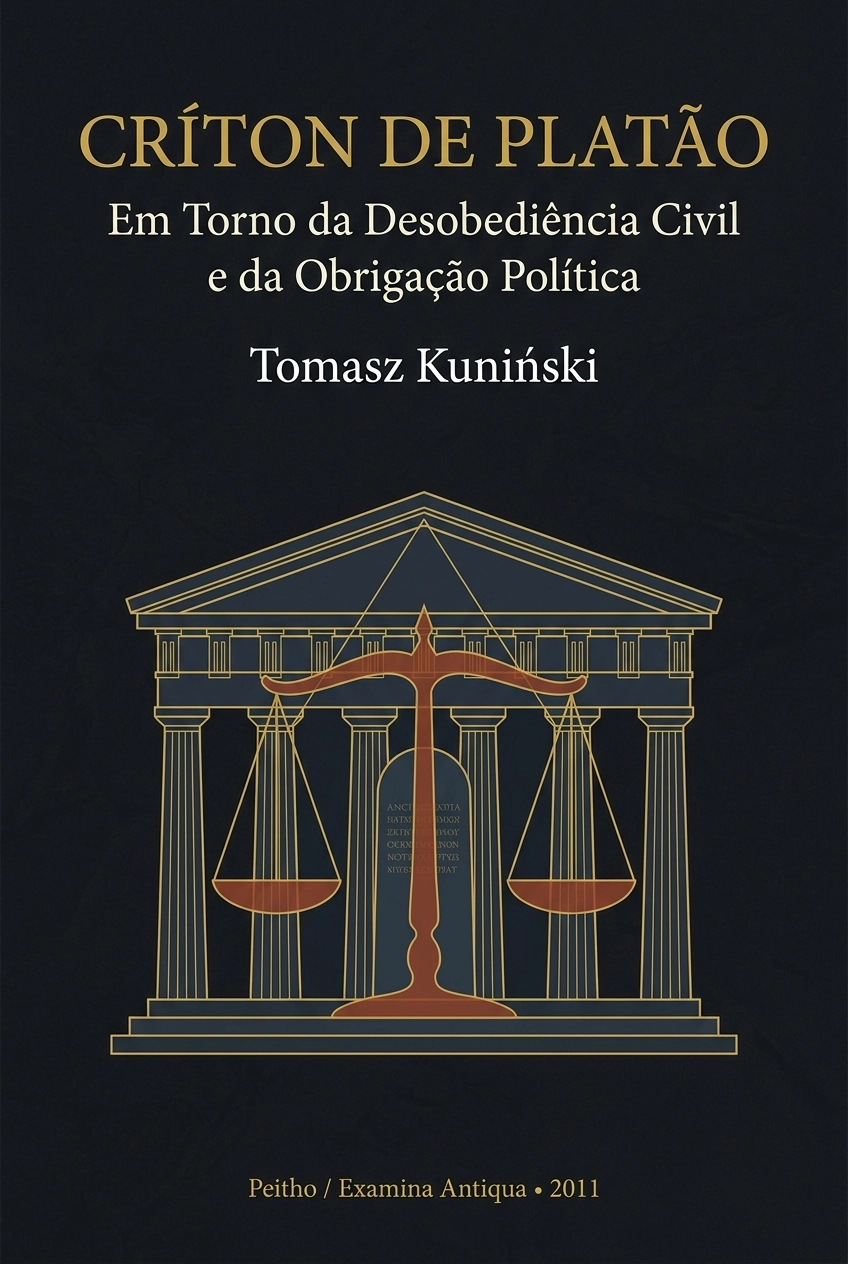 CRÍTON DE PLATÃO
Em Torno da Desobediência Civil
e da Obrigação Política
Tomasz Kuniński
Peitho / Examina Antiqua • 2011